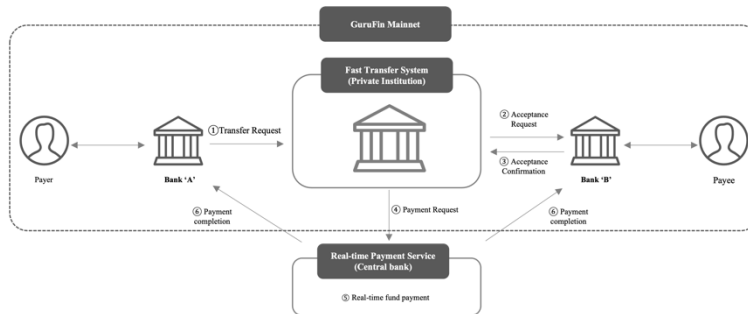 GuruFin Mainnet
Fast Transfer System
(Private Institution)
①Transfer Request
② Acceptance
Request
③ Acceptance
Confirmation
Payer
Bank ‘A’
Bank ‘B’
Payee
④ Payment Request
⑥ Payment
completion
⑥ Payment
completion
Real-time Payment Service
(Central bank)
⑤ Real-time fund payment